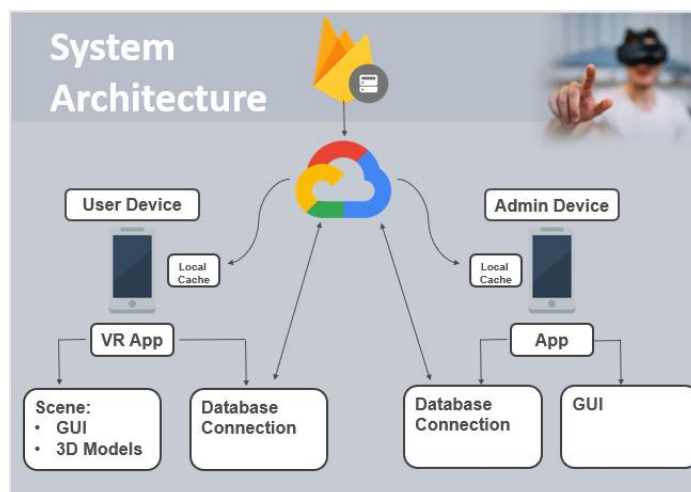 System
Architecture
User Device
Admin Device
Local
Cache
Local
Cache
VR App
App
Scene:
• GUI
• 3D Models
Database
Connection
Database
Connection
GUI